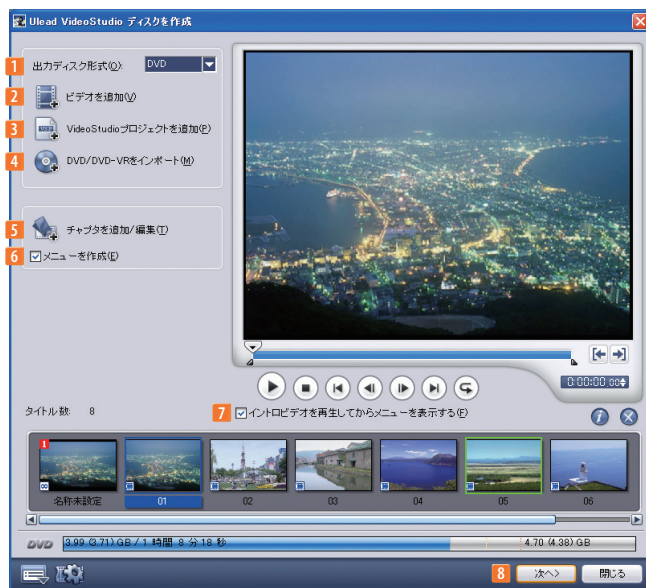 Ulead VideoStudio ディスクを作成
1 出力ディスク形式(O): DVD
2 ビデオを追加(V)
3 VideoStudioプロジェクトを追加(P)
4 DVD/DVD-VRをインポート(M)
5 チャプタを追加/編集(T)
6 メニューを作成(E)
0:00:00 00
タイトル数: 8
7 イントロビデオを再生してからメニューを表示する(F)
1
名称未設定 01 02 03 04 05 06
DVD 3.99 (3.71) GB / 1 時間 8 分 18 秒 4.70 (4.38) GB
8 次へ> 閉じる